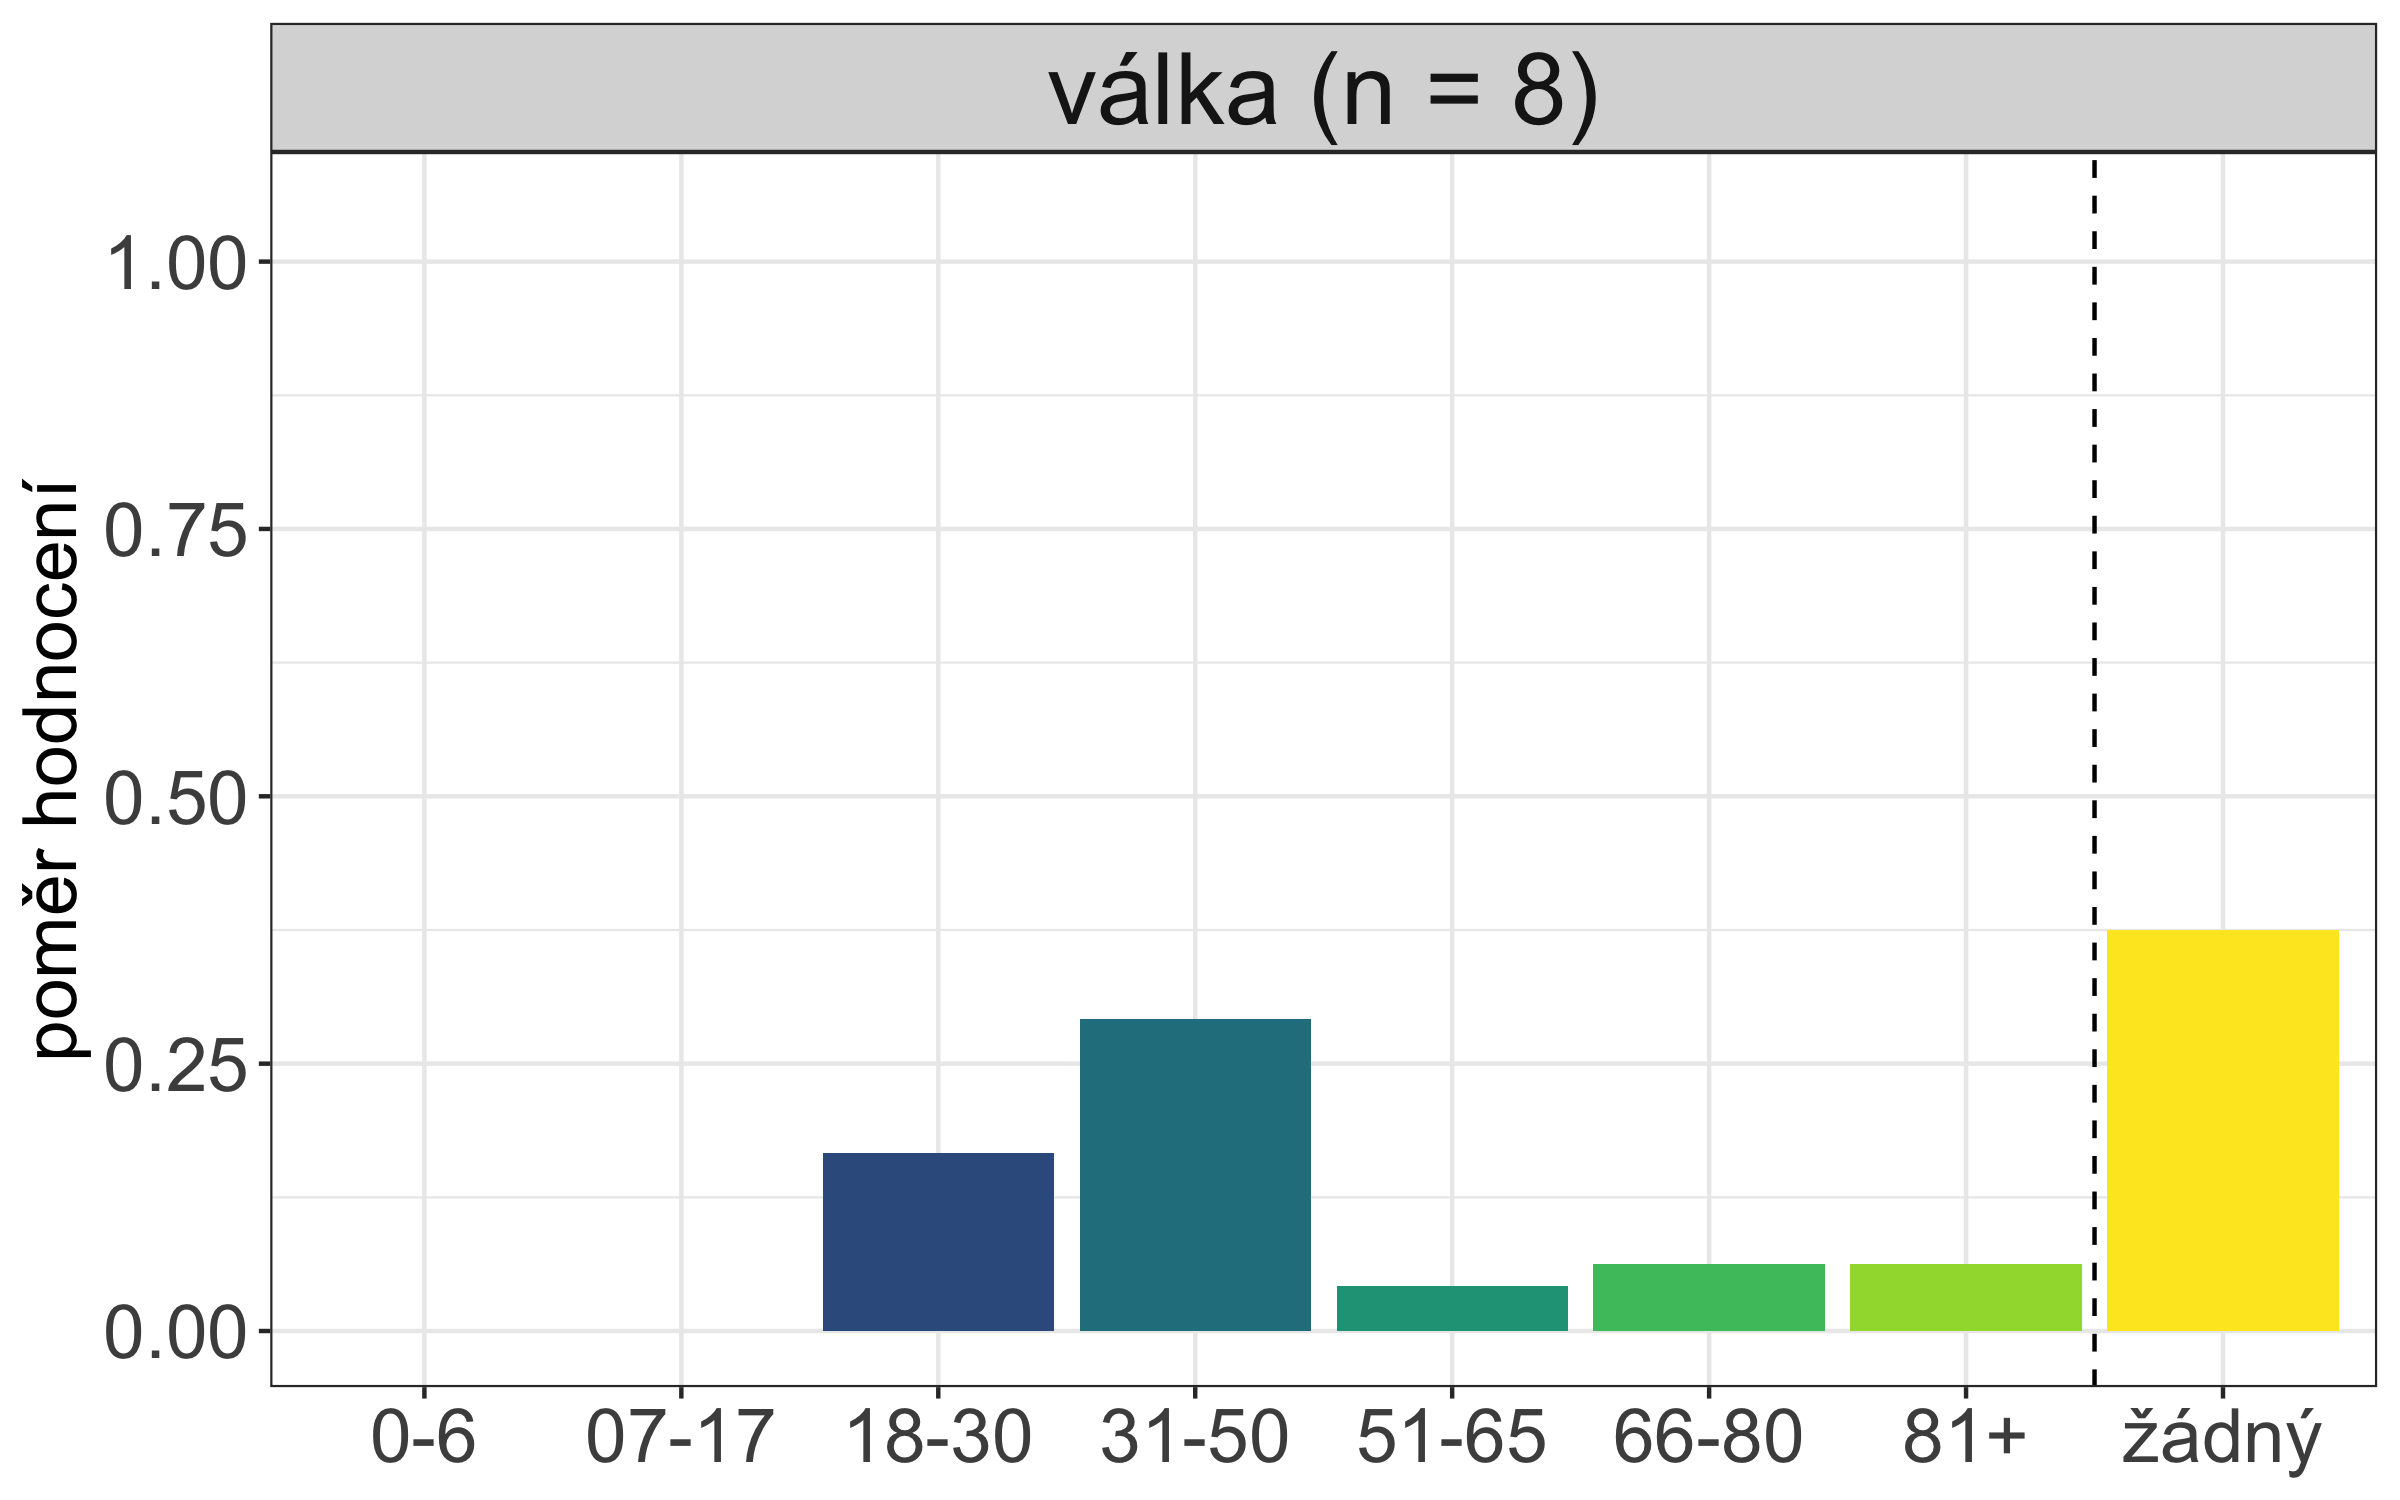 válka (n = 8)
poměr hodnocení
1.00
0.75
0.50
0.25
0.00
0-6 07-17 18-30 31-50 51-65 66-80 81+ žádný